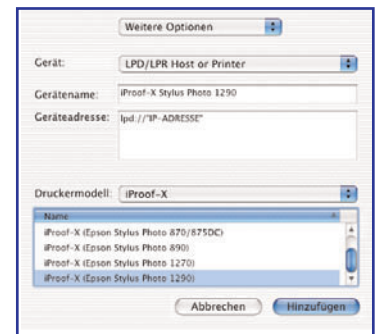 Weitere Optionen
Gerät: LPD/LPR Host or Printer
Gerätename: iProof-X Stylus Photo 1290
Geräteadresse: lpd://"IP-ADRESSE"
Druckermodell: iProof-X
Name
iProof-X (Epson Stylus Photo 870/875DC)
iProof-X (Epson Stylus Photo 890)
iProof-X (Epson Stylus Photo 1270)
iProof-X (Epson Stylus Photo 1290)
Abbrechen Hinzufügen